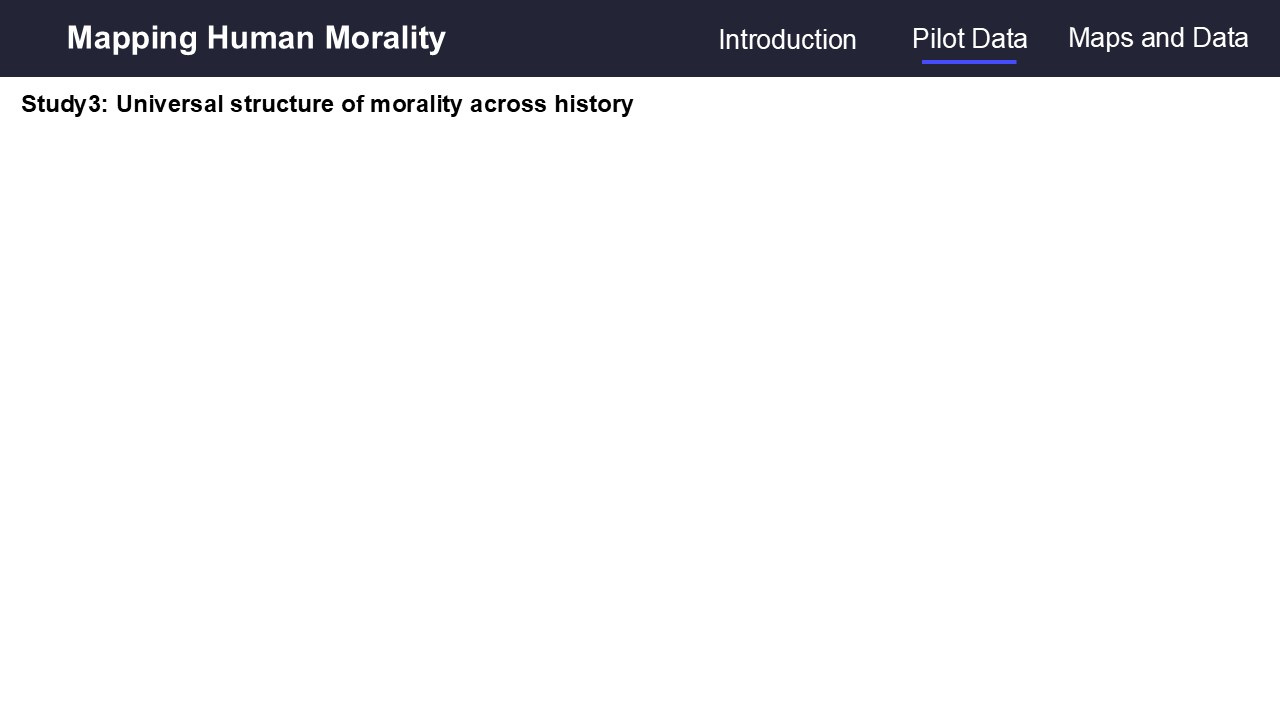 Mapping Human Morality
Introduction
Pilot Data
Maps and Data
Study3: Universal structure of morality across history